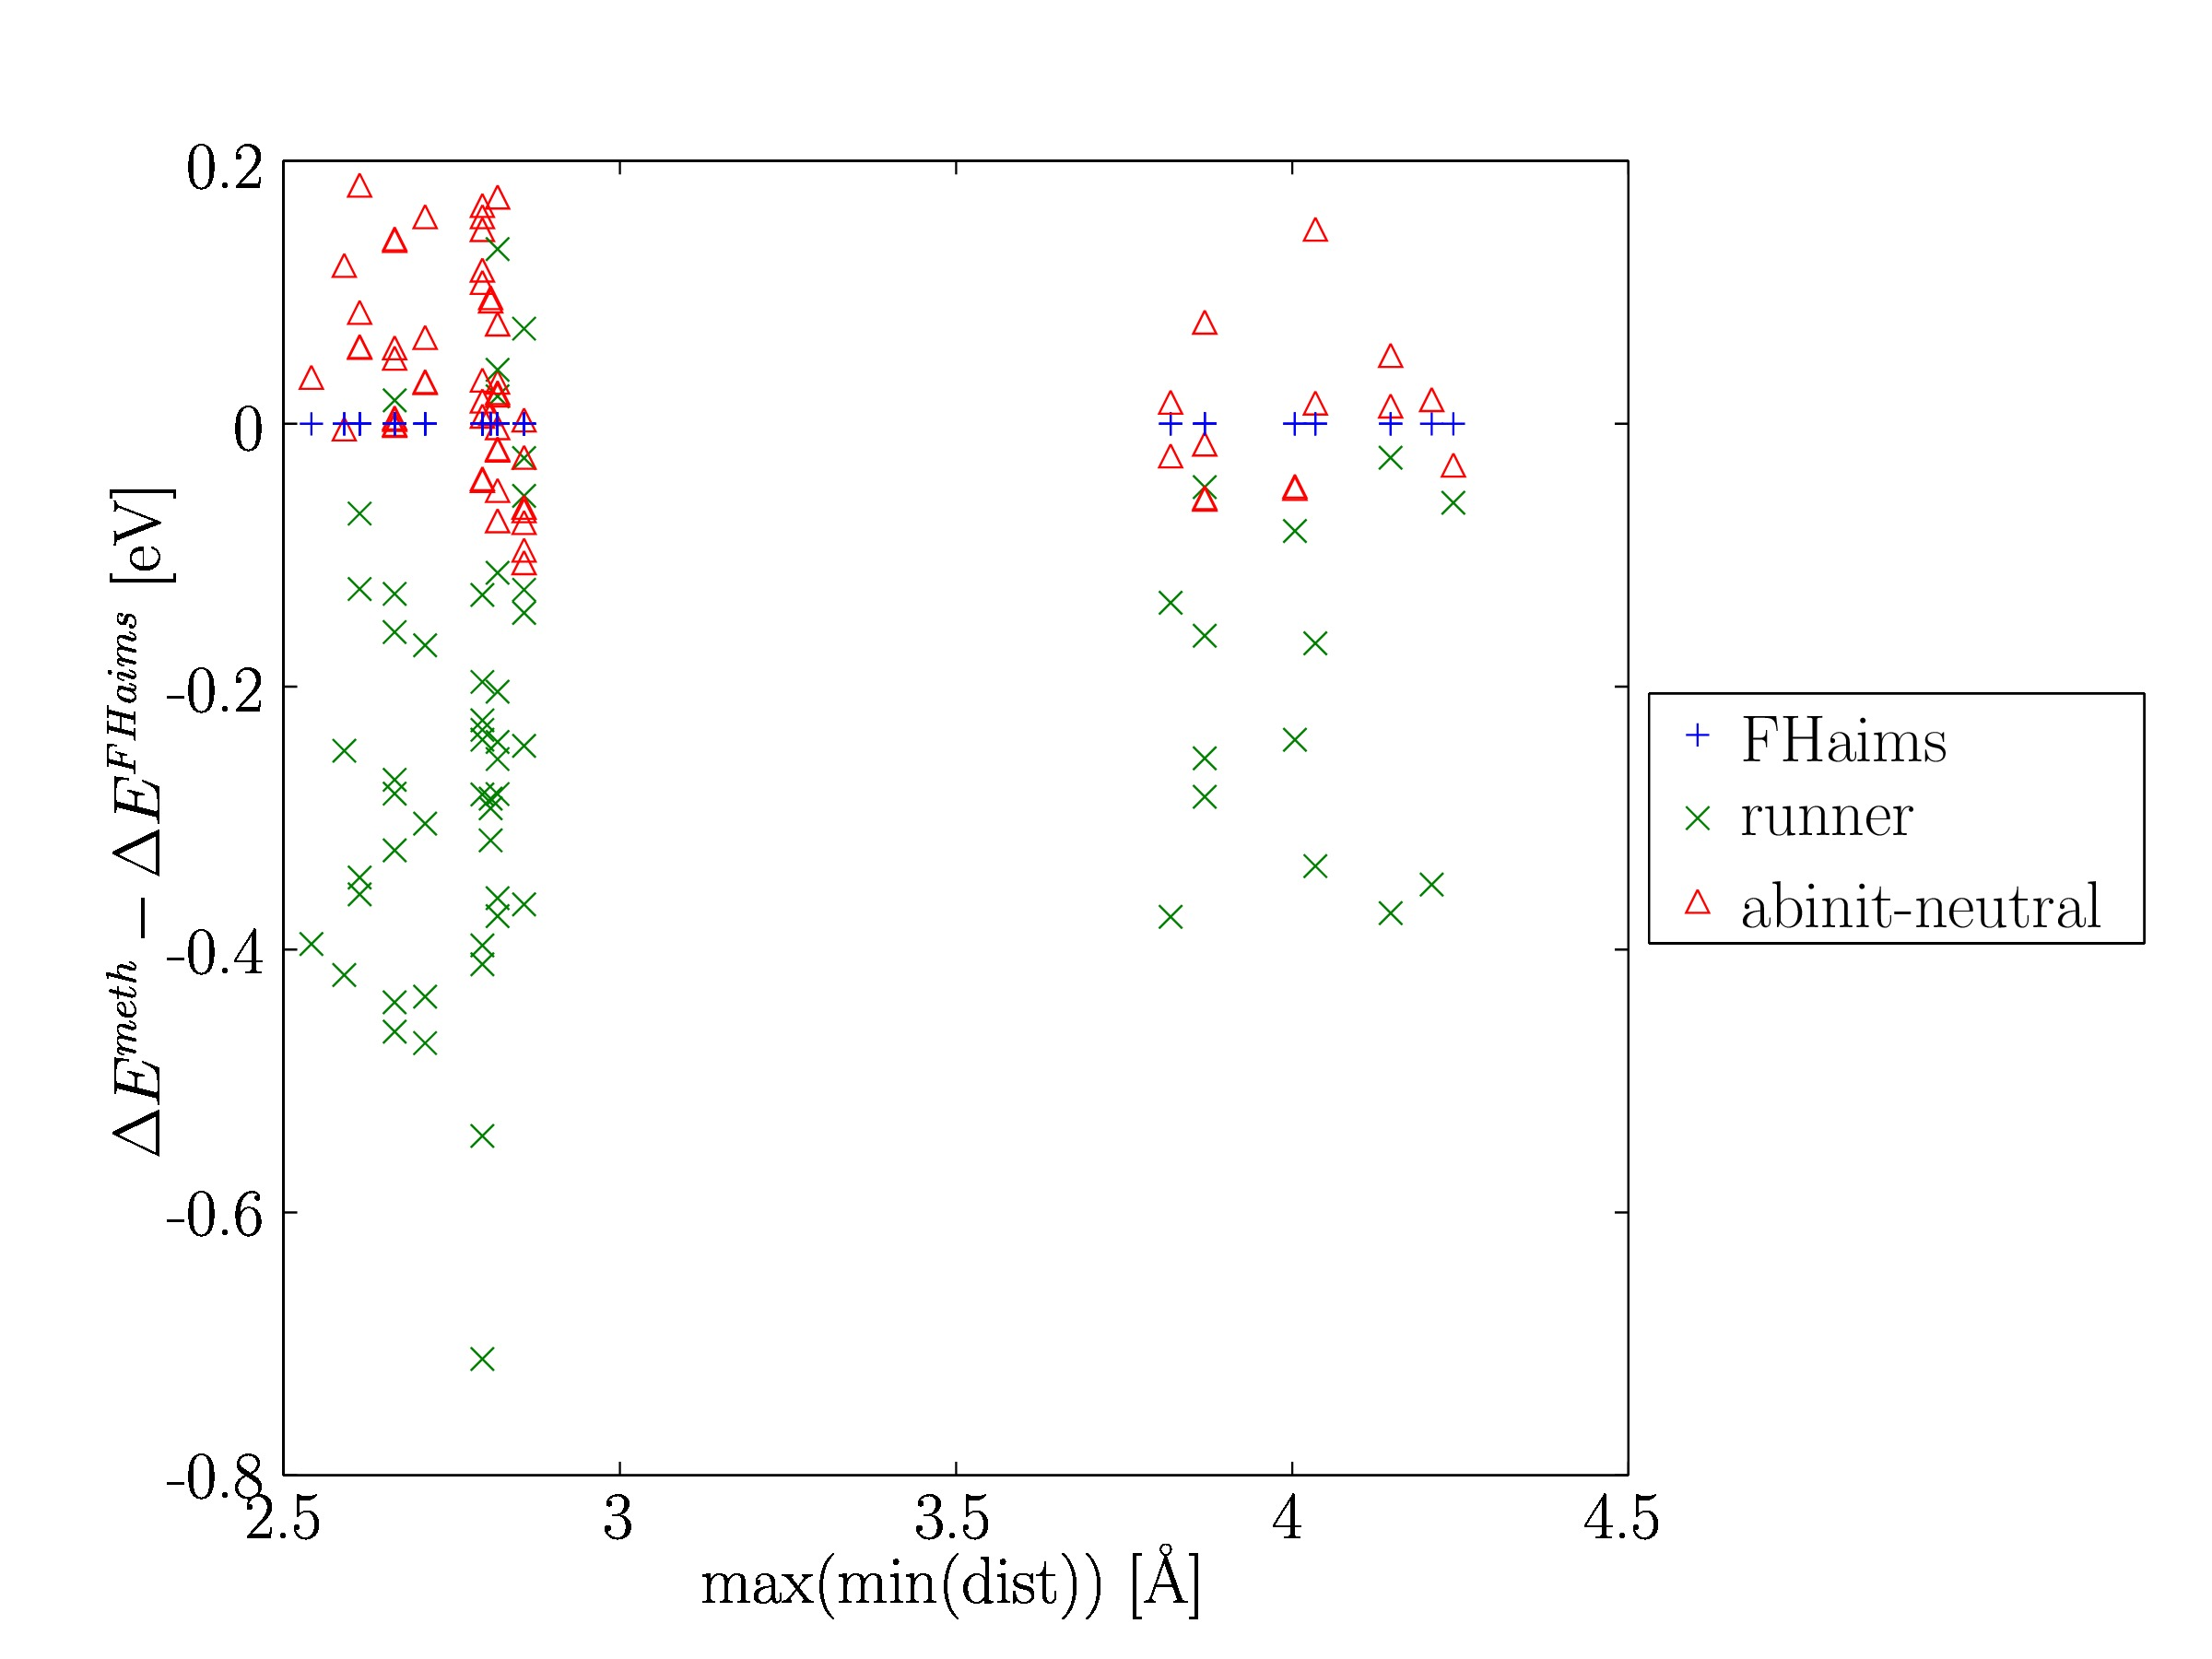 0.2
0
-0.2
-0.4
-0.6
-0.8
2.5
3
3.5
4
4.5
max(min(dist)) [Å]
ΔE^{meth} − ΔE^{FHaims} [eV]
FHaims
runner
abinit-neutral